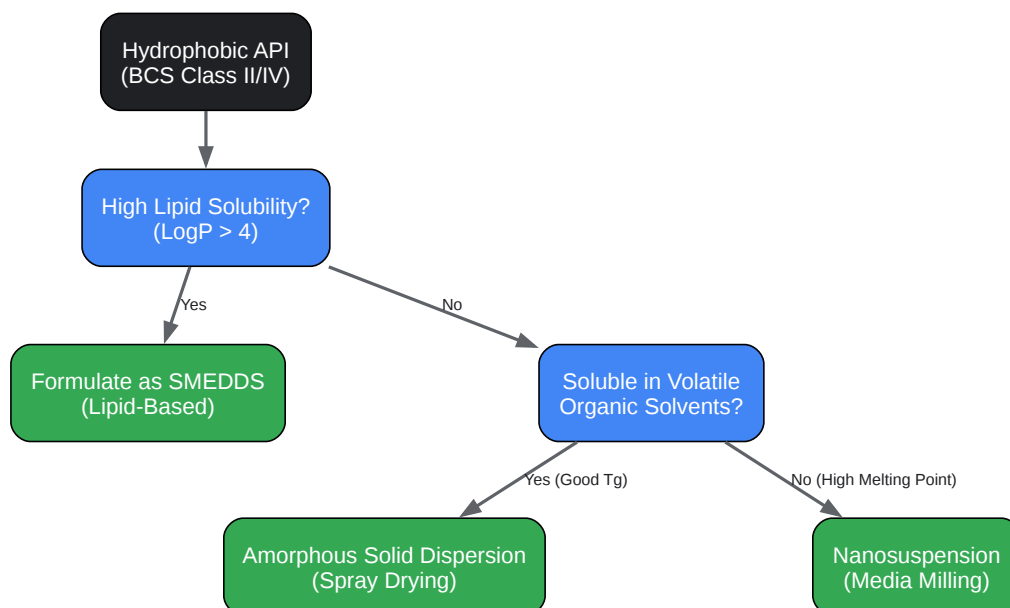 Hydrophobic API
(BCS Class II/IV)
High Lipid Solubility?
(LogP > 4)
Yes
No
Formulate as SMEDDS
(Lipid-Based)
Soluble in Volatile
Organic Solvents?
Yes (Good Tg)
No (High Melting Point)
Amorphous Solid Dispersion
(Spray Drying)
Nanosuspension
(Media Milling)